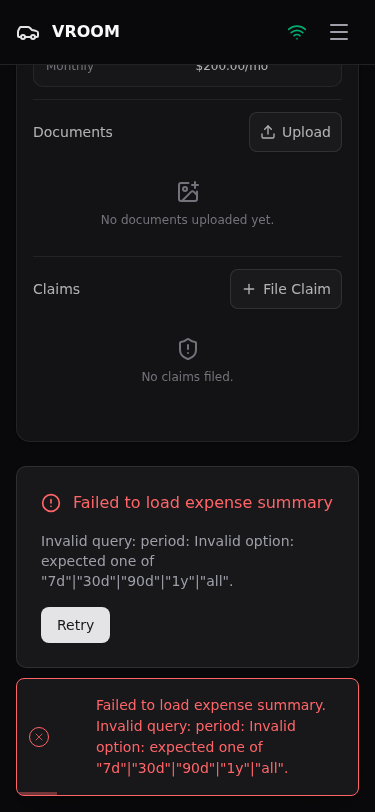 VROOM
Monthly $200.00/mo
Documents
Upload
No documents uploaded yet.
Claims
File Claim
No claims filed.
Failed to load expense summary
Invalid query: period: Invalid option:
expected one of
"7d"|"30d"|"90d"|"1y"|"all".
Retry
Failed to load expense summary.
Invalid query: period: Invalid
option: expected one of
"7d"|"30d"|"90d"|"1y"|"all".